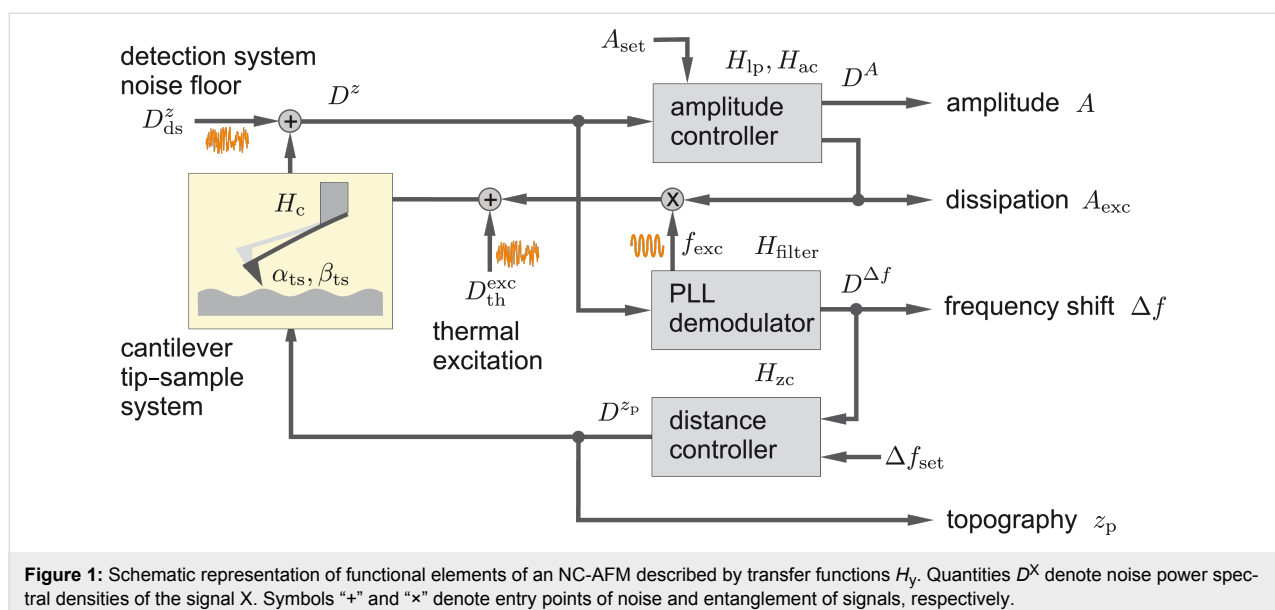 A_set
H_lp, H_ac
D^A
detection system
noise floor
D^z
D^z_ds
+
amplitude
controller
amplitude A
H_c
+
x
dissipation A_exc
α_ts, β_ts
f_exc
H_filter
D^exc_th
PLL
demodulator
D^Δf
frequency shift Δf
thermal
excitation
cantilever
tip–sample
system
H_zc
D^z_p
distance
controller
Δf_set
topography z_p
Figure 1: Schematic representation of functional elements of an NC-AFM described by transfer functions H_y. Quantities D^X denote noise power spec-
tral densities of the signal X. Symbols “+” and “×” denote entry points of noise and entanglement of signals, respectively.